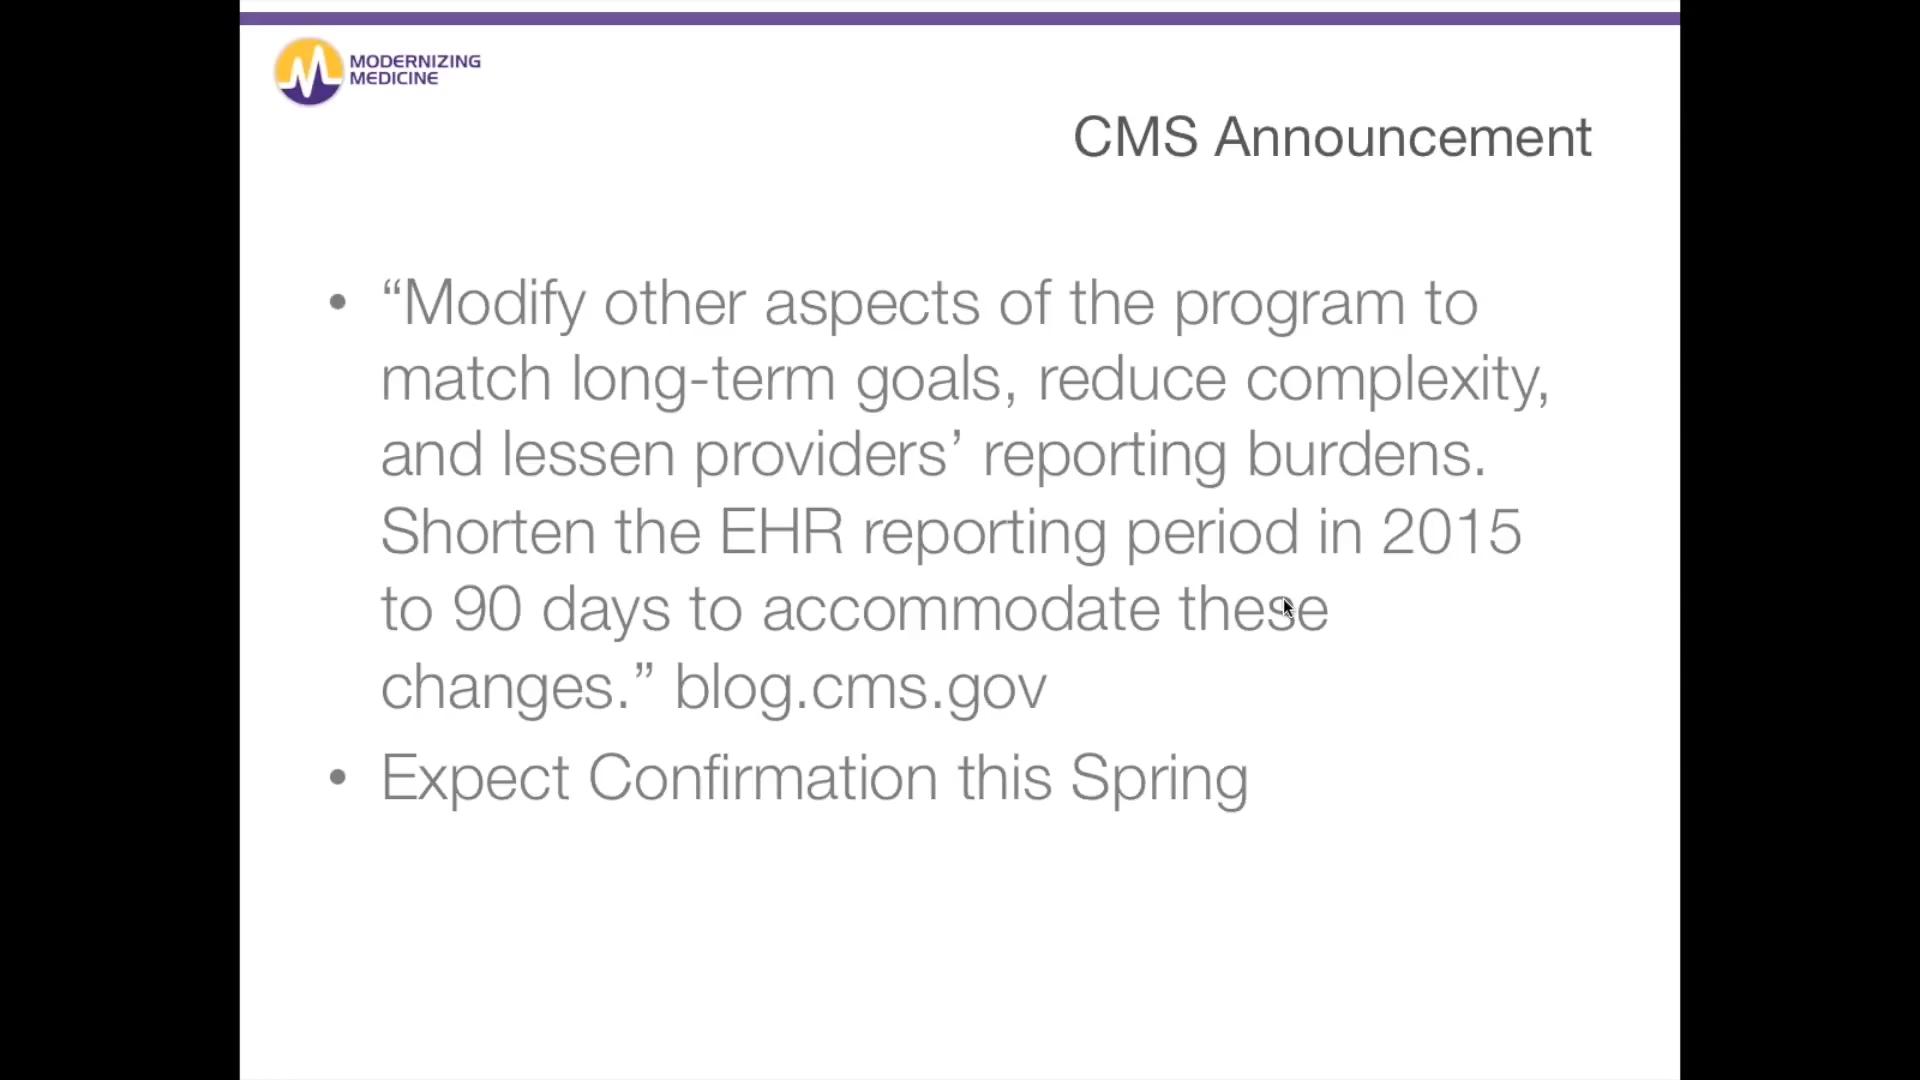 MODERNIZING
MEDICINE
CMS Announcement
• “Modify other aspects of the program to
match long-term goals, reduce complexity,
and lessen providers’ reporting burdens.
Shorten the EHR reporting period in 2015
to 90 days to accommodate these
changes.” blog.cms.gov
• Expect Confirmation this Spring